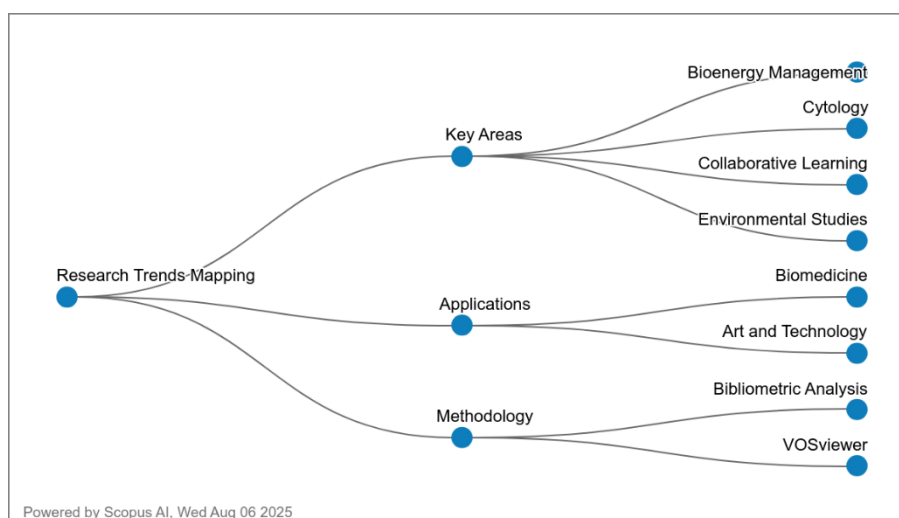 Bioenergy Management
Cytology
Key Areas
Collaborative Learning
Environmental Studies
Research Trends Mapping
Biomedicine
Applications
Art and Technology
Bibliometric Analysis
Methodology
VOSviewer
Powered by Scopus AI, Wed Aug 06 2025